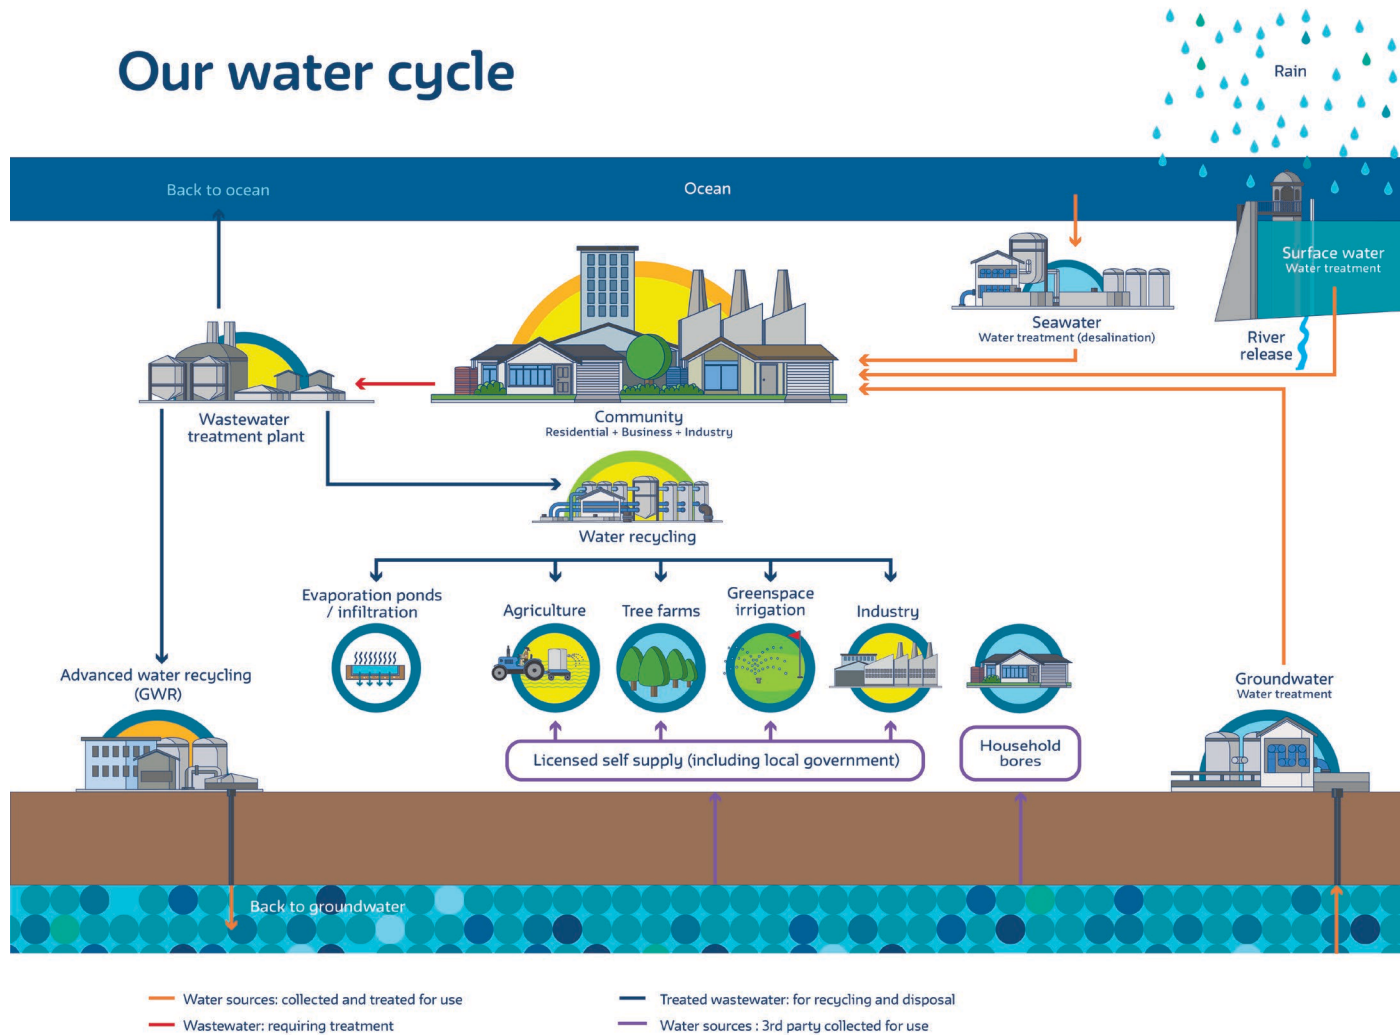 Our water cycle
Rain
Back to ocean
Ocean
Surface water
Water treatment
Seawater
Water treatment (desalination)
River
release
Wastewater
treatment plant
Community
Residential + Business + Industry
Water recycling
Evaporation ponds
/ infiltration
Agriculture
Tree farms
Greenspace
irrigation
Industry
Advanced water recycling
(GWR)
Groundwater
Water treatment
Licensed self supply (including local government)
Household
bores
Back to groundwater
Water sources: collected and treated for use
Treated wastewater: for recycling and disposal
Wastewater: requiring treatment
Water sources : 3rd party collected for use